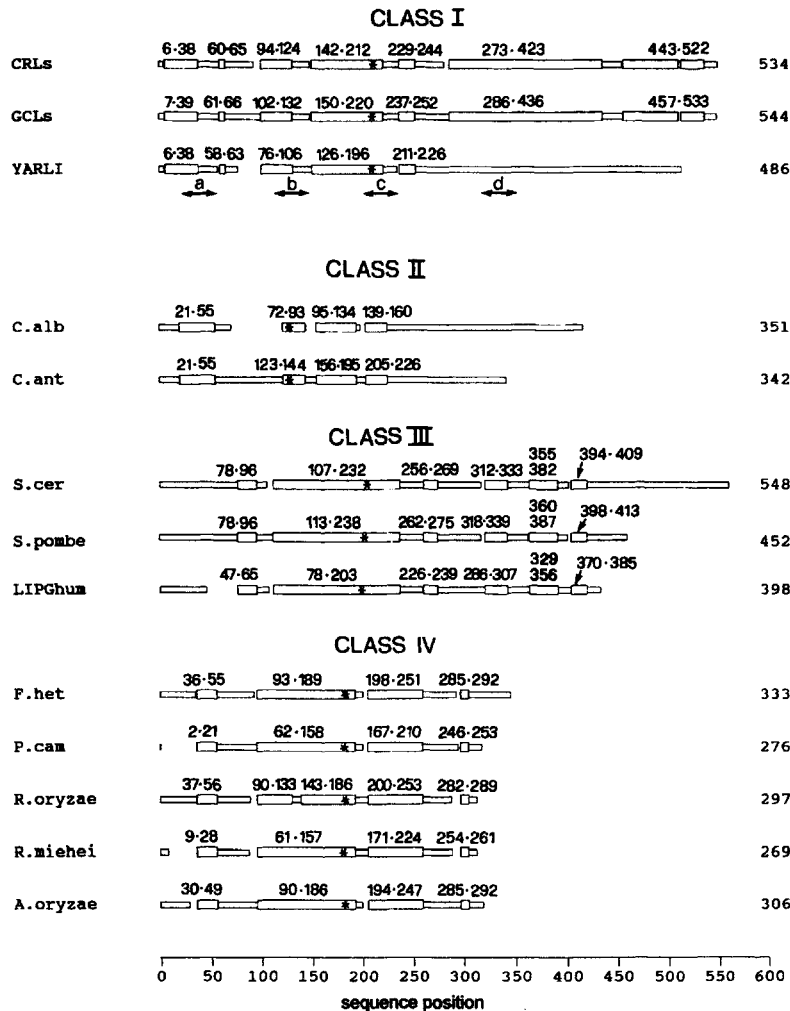 CLASS I
6·38 60·65 94·124 142·212 229·244 273·423 443·522
CRLs 534
7·39 61·66 102·132 150·220 237·252 286·436 457·533
GCLs 544
6·38 58·63 76·106 126·196 211·226
YARLI 486
a b c d
CLASS II
21·55 72·93 95·134 139·160
C.alb 351
21·55 123·144 156·195 205·226
C.ant 342
CLASS III
355
78·96 107·232 256·269 312·333 382 394·409
S.cer 548
360
78·96 113·238 262·275 318·339 387 398·413
S.pombe 452
329
47·65 78·203 226·239 286·307 356 370·385
LIPGhum 398
CLASS IV
36·55 93·189 198·251 285·292
F.het 333
2·21 62·158 167·210 246·253
P.cam 276
37·56 90·133 143·186 200·253 282·289
R.oryzae 297
9·28 61·157 171·224 254·261
R.miehei 269
30·49 90·186 194·247 285·292
A.oryzae 306
0 50 100 150 200 250 300 350 400 450 500 550 600
sequence position